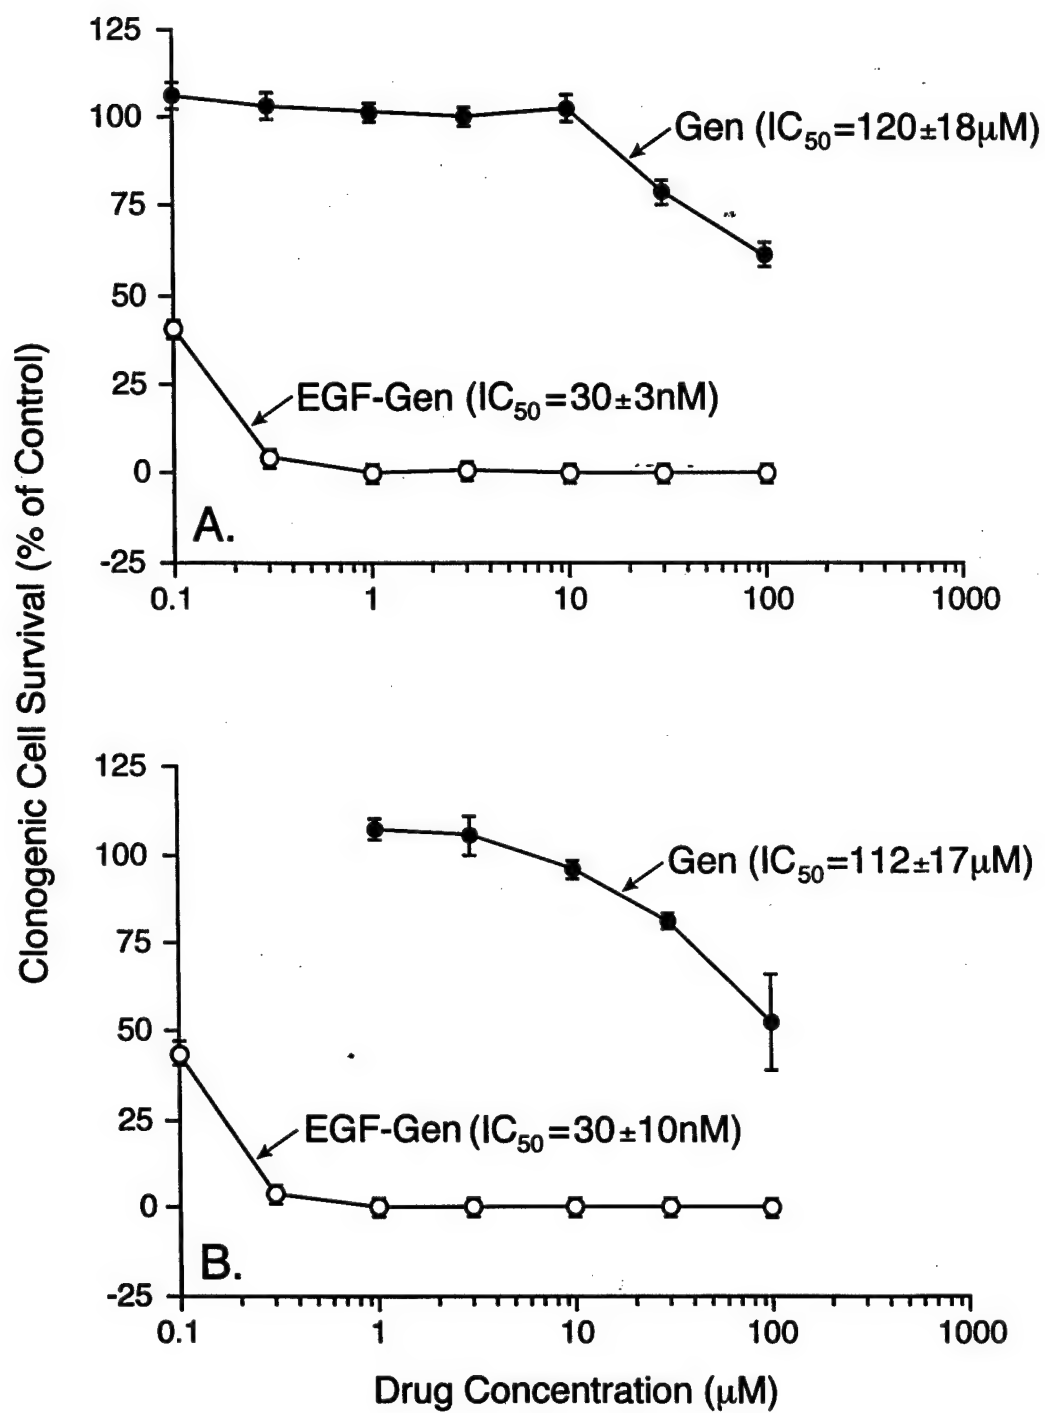 Clonogenic Cell Survival (% of Control)
125
100
75
50
25
0
-25
Gen (IC50=120±18μM)
EGF-Gen (IC50=30±3nM)
A.
0.1 1 10 100 1000
125
100
75
50
25
0
-25
Gen (IC50=112±17μM)
EGF-Gen (IC50=30±10nM)
B.
0.1 1 10 100 1000
Drug Concentration (μM)